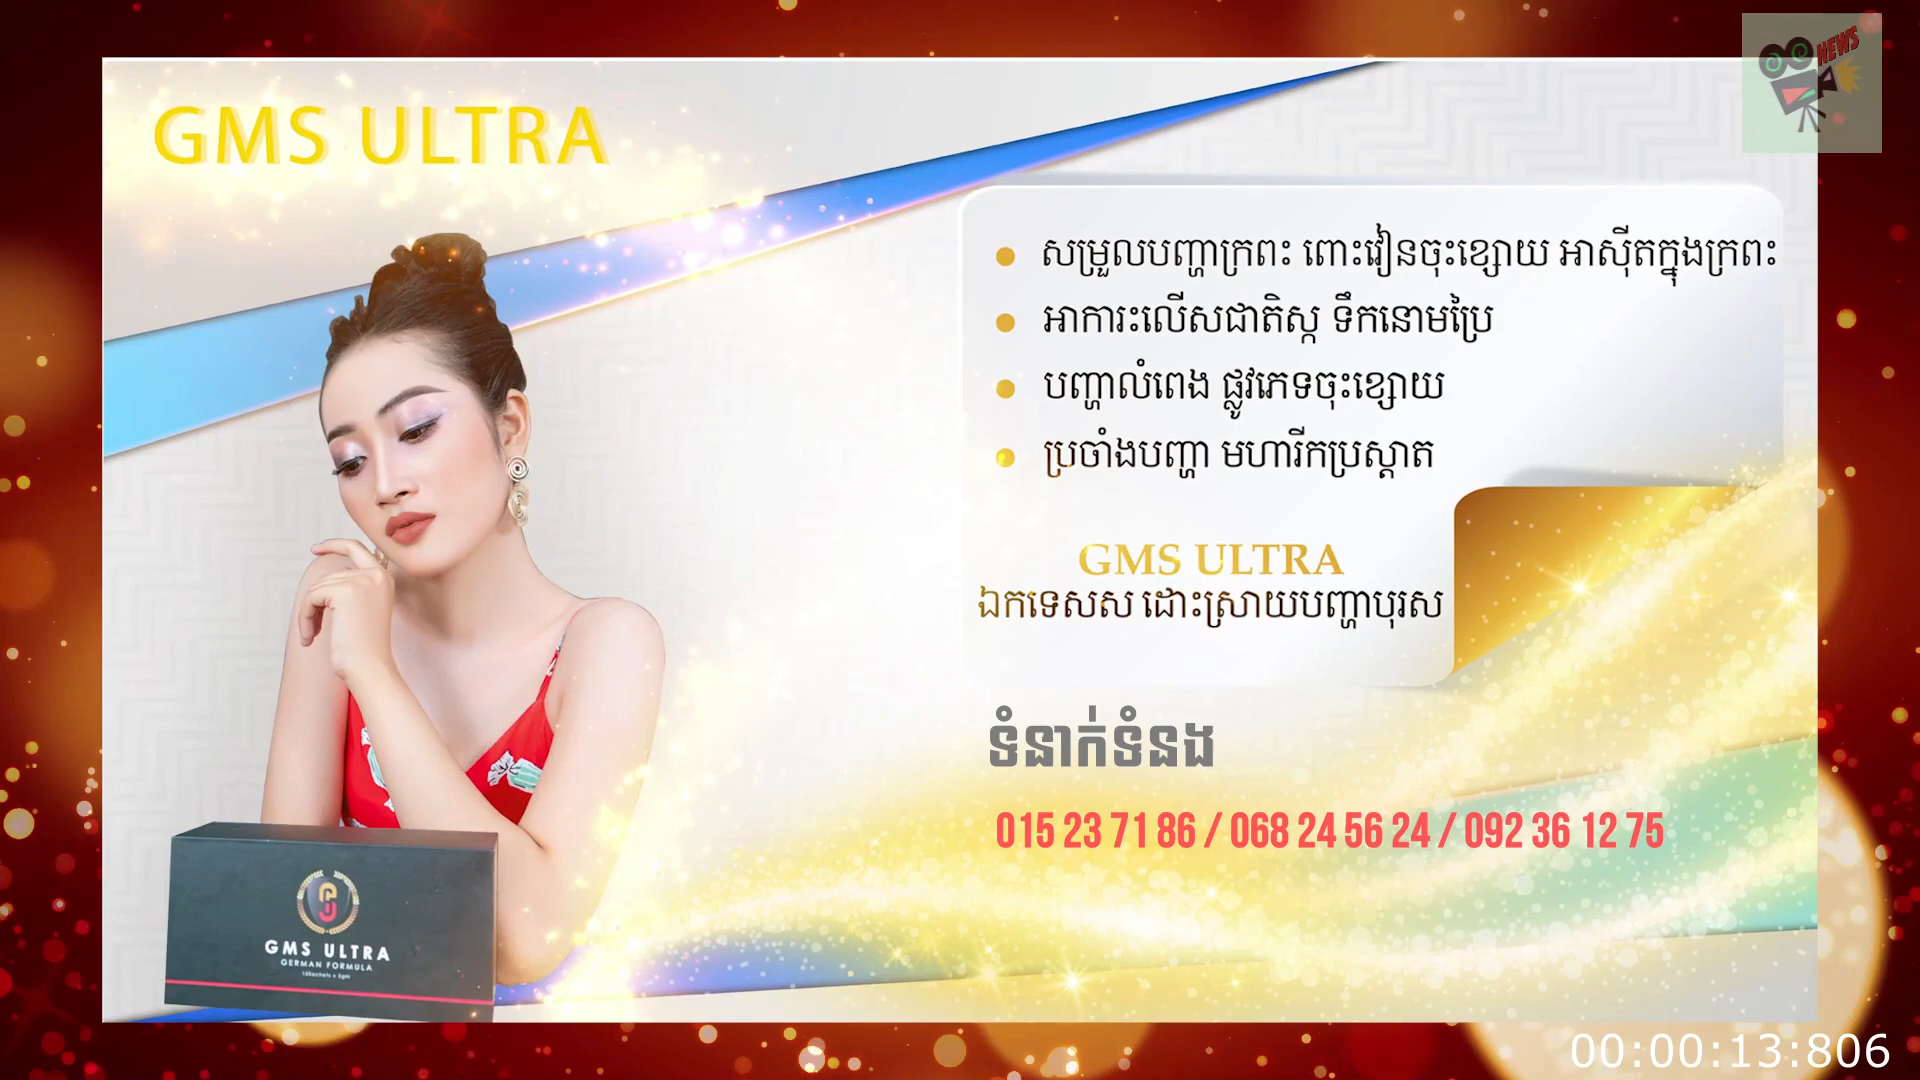 NEWS
GMS ULTRA
សម្រួលបញ្ហាក្រពះ ពោះវៀនចុះខ្សោយ អាស៊ីតក្នុងក្រពះ
អាការះលើសជាតិស្ក ទឹកនោមប្រៃ
បញ្ហាលំពេង ផ្លូវភេទចុះខ្សោយ
ប្រចាំងបញ្ហា មហារីកប្រស្តាត
GMS ULTRA
ឯកទេសស ដោះស្រាយបញ្ហាបុរស
ទំនាក់ទំនង
015 23 71 86 / 068 24 56 24 / 092 36 12 75
GMS ULTRA
GERMAN FORMULA
00:00:13:806